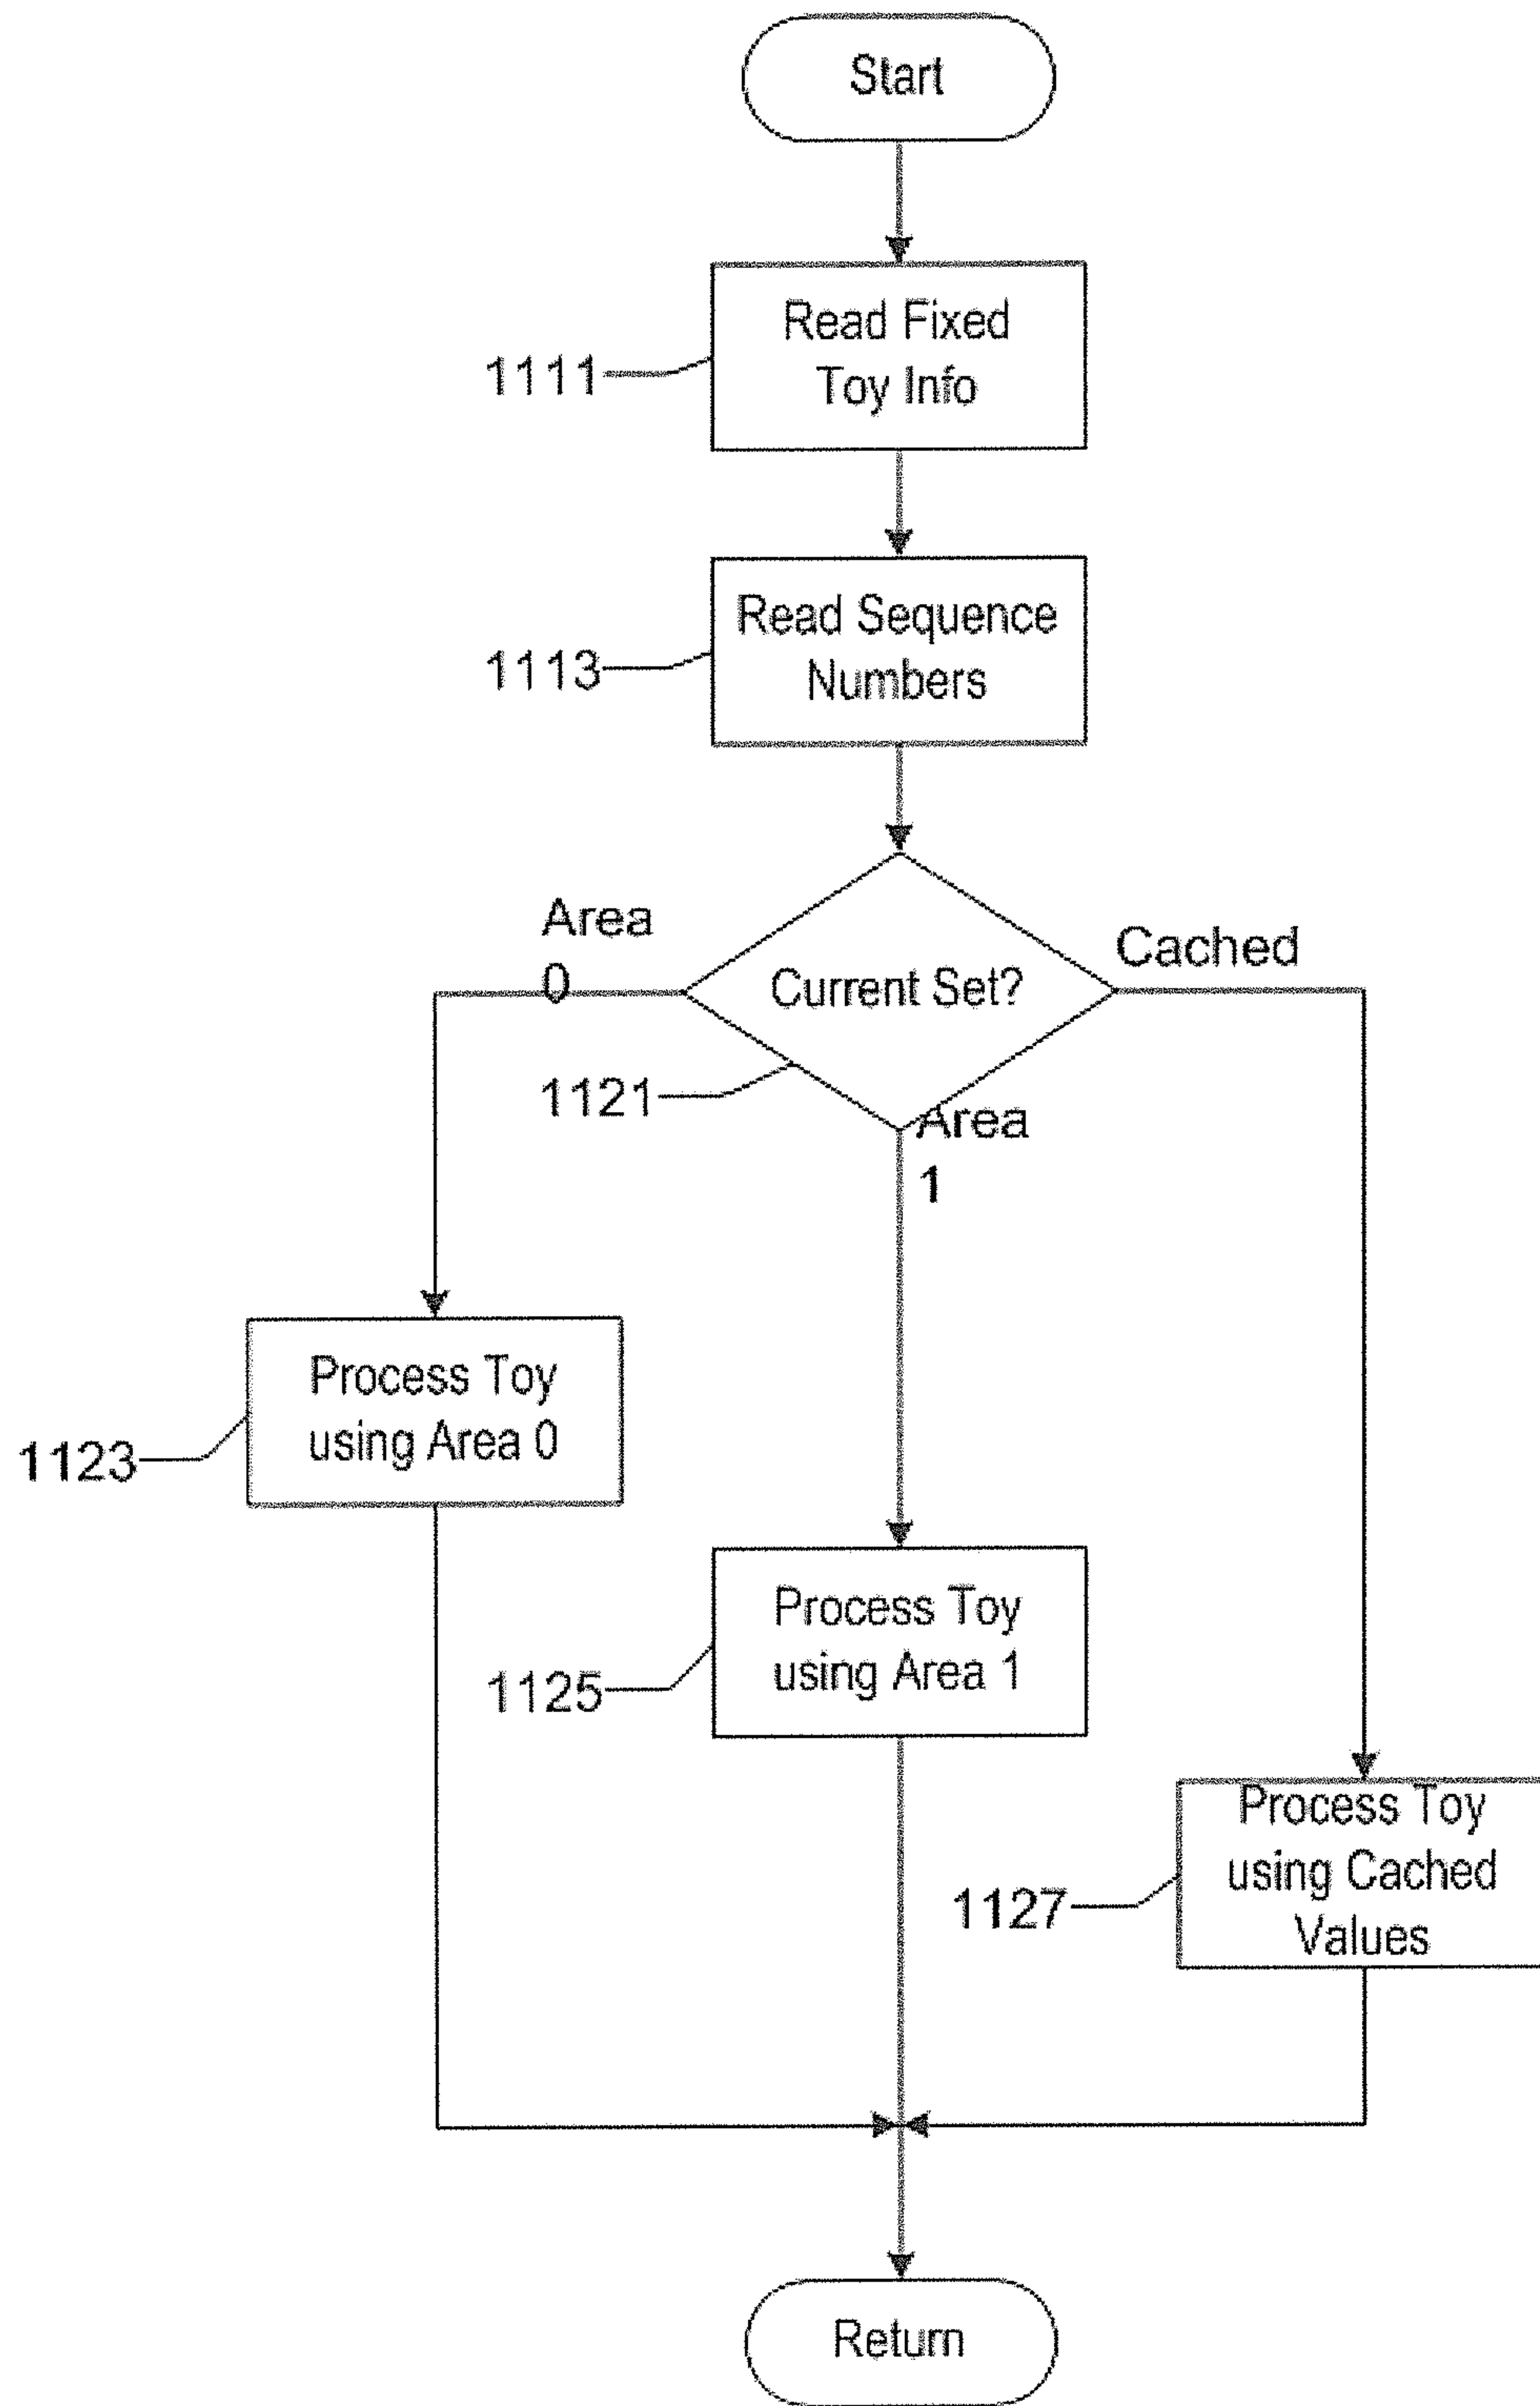 Start
Read Fixed
Toy Info
1111
Read Sequence
Numbers
1113
Area
0
Cached
Current Set?
1121
Area
1
Process Toy
using Area 0
1123
Process Toy
using Area 1
1125
Process Toy
using Cached
Values
1127
Return